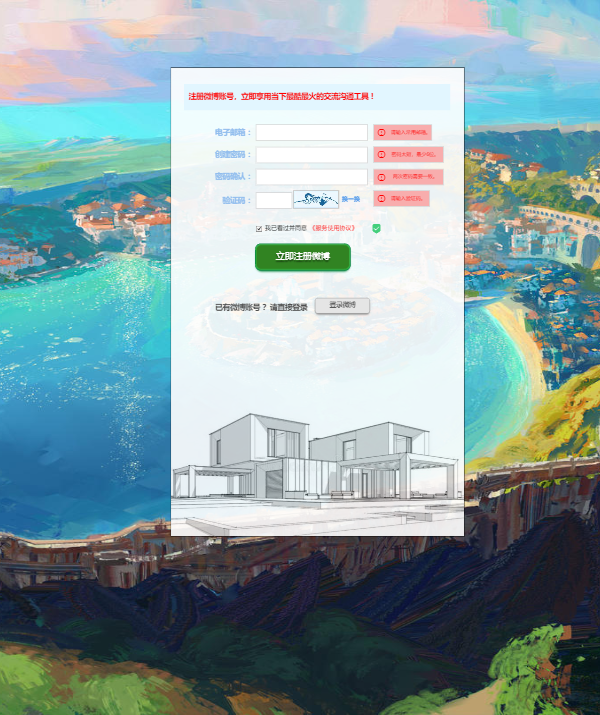 注册微博账号，立即享用当下最酷最火的交流沟通工具！
电子邮箱： 请输入可用邮箱。
创建密码： 密码太短，最少6位。
密码确认： 两次密码需要一致。
验证码： 换一换 请输入验证码。
我已看过并同意 《服务使用协议》
立即注册微博
已有微博账号？ 请直接登录 登录微博